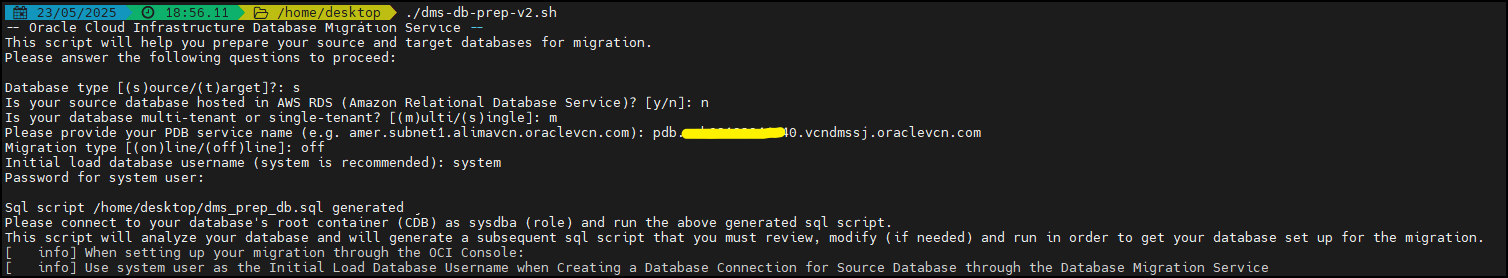 23/05/2025 18:56.11 /home/desktop ./dms-db-prep-v2.sh
-- Oracle Cloud Infrastructure Database Migration Service --
This script will help you prepare your source and target databases for migration.
Please answer the following questions to proceed:
Database type [(s)ource/(t)arget]?: s
Is your source database hosted in AWS RDS (Amazon Relational Database Service)? [y/n]: n
Is your database multi-tenant or single-tenant? [(m)ulti/(s)ingle]: m
Please provide your PDB service name (e.g. amer.subnet1.alimavcn.oraclevcn.com): pdb. 40.vcndmssj.oraclevcn.com
Migration type [(on)line/(off)line]: off
Initial load database username (system is recommended): system
Password for system user:
Sql script /home/desktop/dms_prep_db.sql generated
Please connect to your database's root container (CDB) as sysdba (role) and run the above generated sql script.
This script will analyze your database and will generate a subsequent sql script that you must review, modify (if needed) and run in order to get your database set up for the migration.
[   info] When setting up your migration through the OCI Console:
[   info] Use system user as the Initial Load Database Username when Creating a Database Connection for Source Database through the Database Migration Service